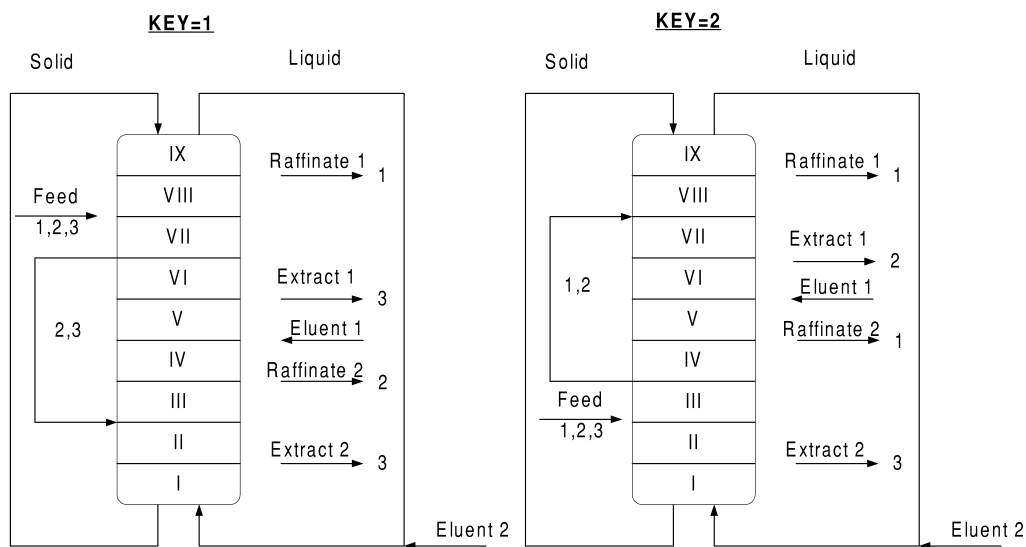 KEY=1
Solid
Liquid
IX
Raffinate 1
1
VIII
Feed
1,2,3
VII
VI
Extract 1
3
2,3
V
Eluent 1
IV
Raffinate 2
2
III
II
Extract 2
3
I
Eluent 2
KEY=2
Solid
Liquid
IX
Raffinate 1
1
VIII
VII
Extract 1
2
1,2
VI
Eluent 1
V
Raffinate 2
1
IV
Feed
1,2,3
III
II
Extract 2
3
I
Eluent 2